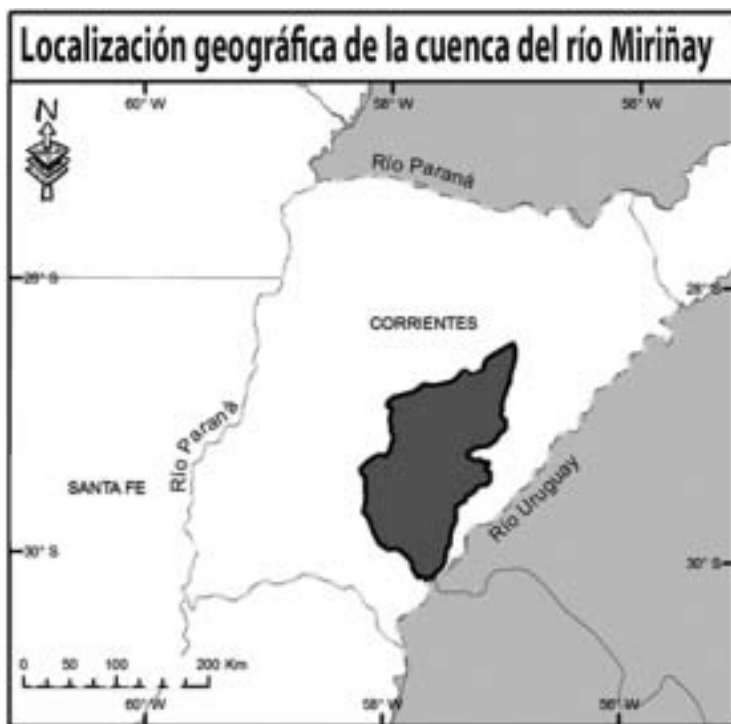 Localización geográfica de la cuenca del río Miriñay
60° W
58° W
56° W
N
Río Paraná
28° S
28° S
CORRIENTES
Río Paraná
SANTA FE
Río Uruguay
30° S
30° S
0 50 100 200 Km
60° W
58° W
56° W